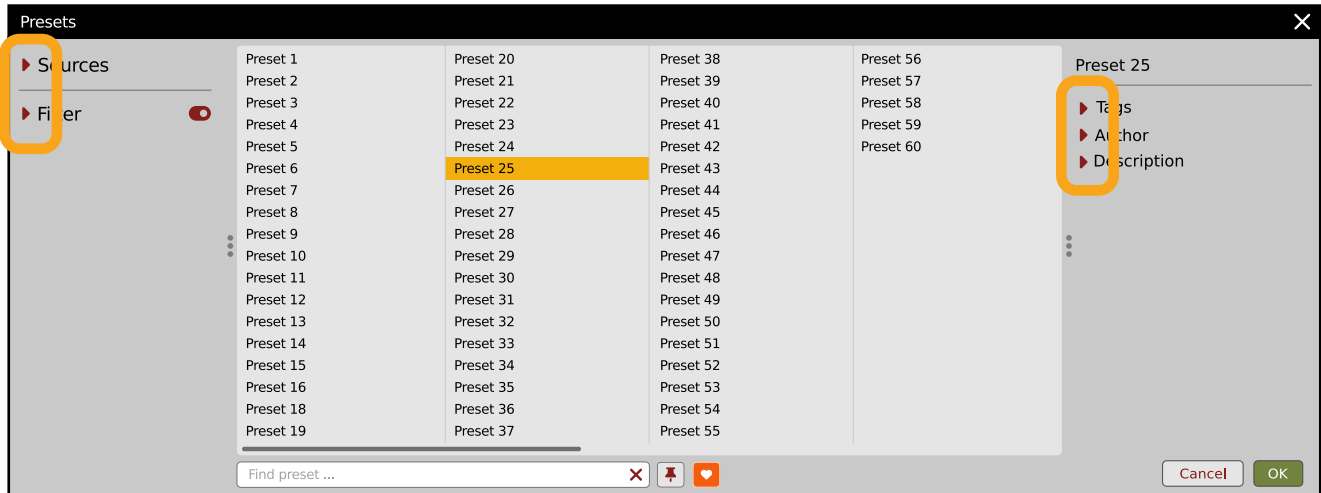 Presets
Sources
Filter
Preset 1
Preset 2
Preset 3
Preset 4
Preset 5
Preset 6
Preset 7
Preset 8
Preset 9
Preset 10
Preset 11
Preset 12
Preset 13
Preset 14
Preset 15
Preset 16
Preset 18
Preset 19
Preset 20
Preset 21
Preset 22
Preset 23
Preset 24
Preset 25
Preset 26
Preset 27
Preset 28
Preset 29
Preset 30
Preset 31
Preset 32
Preset 33
Preset 34
Preset 35
Preset 36
Preset 37
Preset 38
Preset 39
Preset 40
Preset 41
Preset 42
Preset 43
Preset 44
Preset 45
Preset 46
Preset 47
Preset 48
Preset 49
Preset 50
Preset 51
Preset 52
Preset 53
Preset 54
Preset 55
Preset 56
Preset 57
Preset 58
Preset 59
Preset 60
Preset 25
Tags
Author
Description
Find preset ...
Cancel
OK